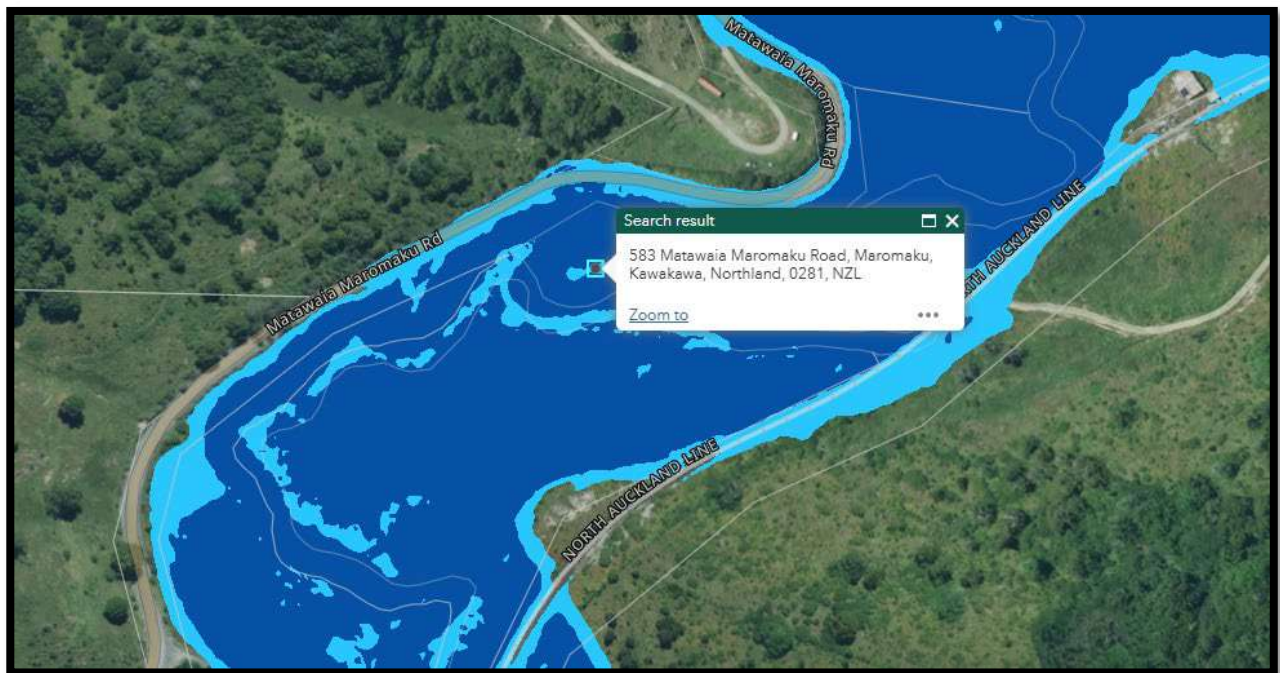 Matawaia Maromaku Rd
Search result
583 Matawaia Maromaku Road, Maromaku,
Kawakawa, Northland, 0281, NZL
Zoom to
TH AUCKLAND LINE
Matawaia Maromaku Rd
NORTH AUCKLAND LINE